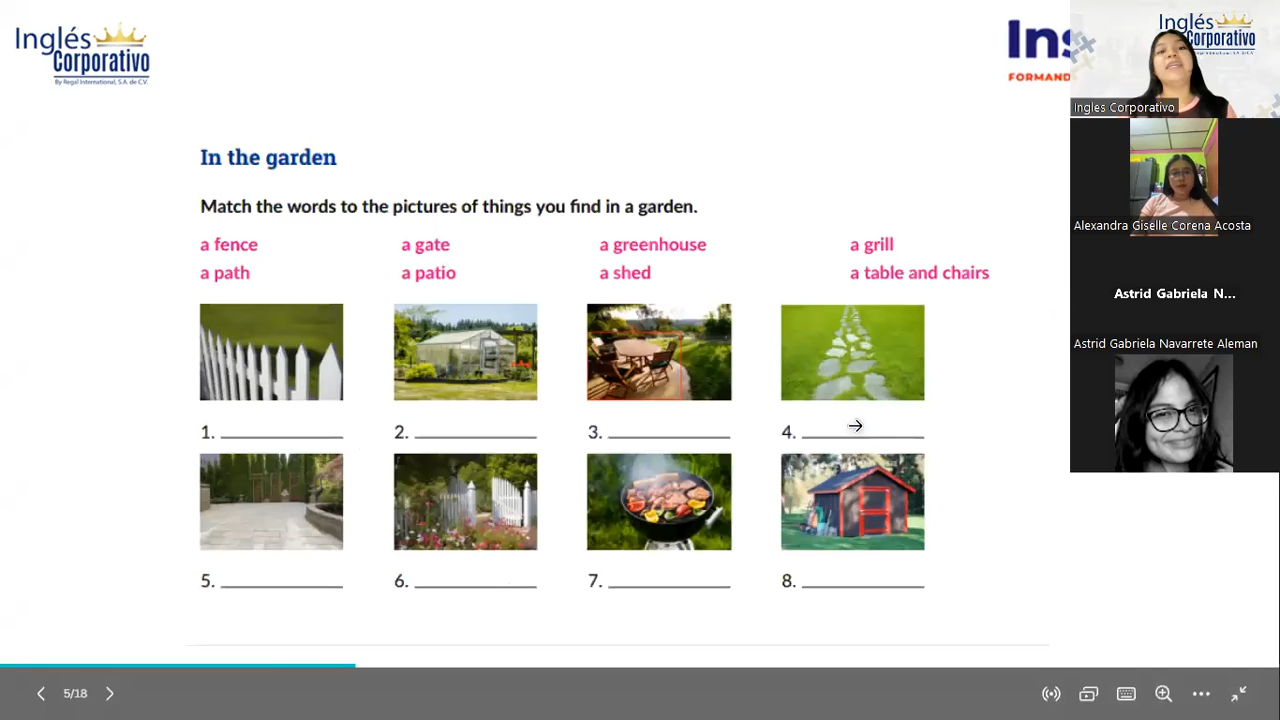 Inglés
Corporativo
By Regal International, S.A. de C.V.
Ins
FORMAND
Inglés
Corporativo
Ingles Corporativo
Alexandra Giselle Corena Acosta
Astrid Gabriela N...
Astrid Gabriela Navarrete Aleman
In the garden
Match the words to the pictures of things you find in a garden.
a fence a gate a greenhouse a grill
a path a patio a shed a table and chairs
1. 2. 3. 4.
5. 6. 7. 8.
5/18